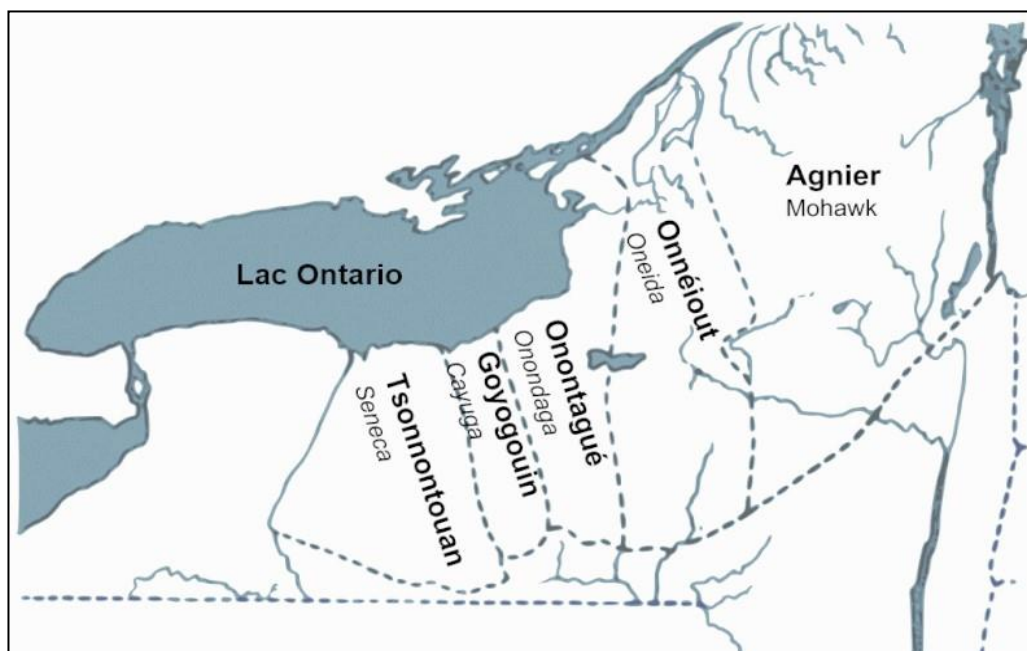 Agnier
Mohawk
Lac Ontario
Onnéiout
Oneida
Onontagué
Onondaga
Goyogouin
Cayuga
Tsonnontouan
Seneca